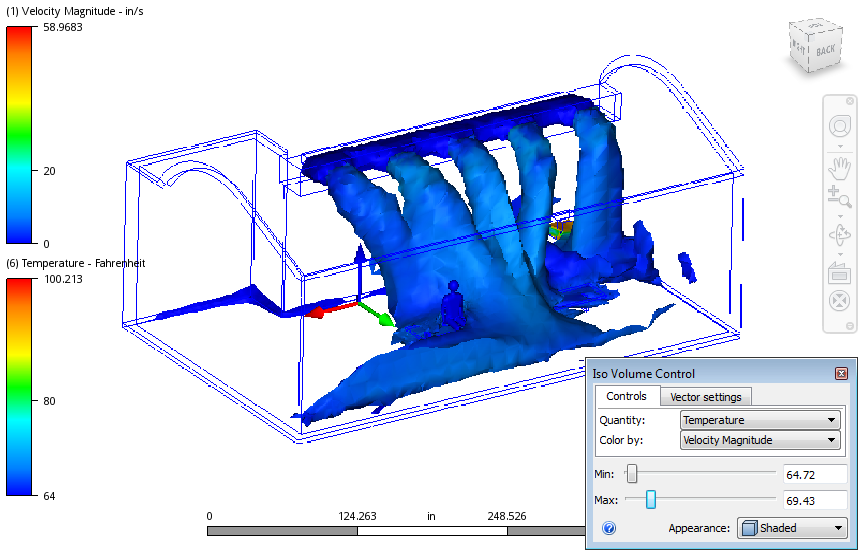 (1) Velocity Magnitude - in/s
58.9683
20
0
(6) Temperature - Fahrenheit
100.213
80
64
BACK
0 124.263 in 248.526
Iso Volume Control
Controls Vector settings
Quantity: Temperature
Color by: Velocity Magnitude
Min: 64.72
Max: 69.43
? Appearance: Shaded